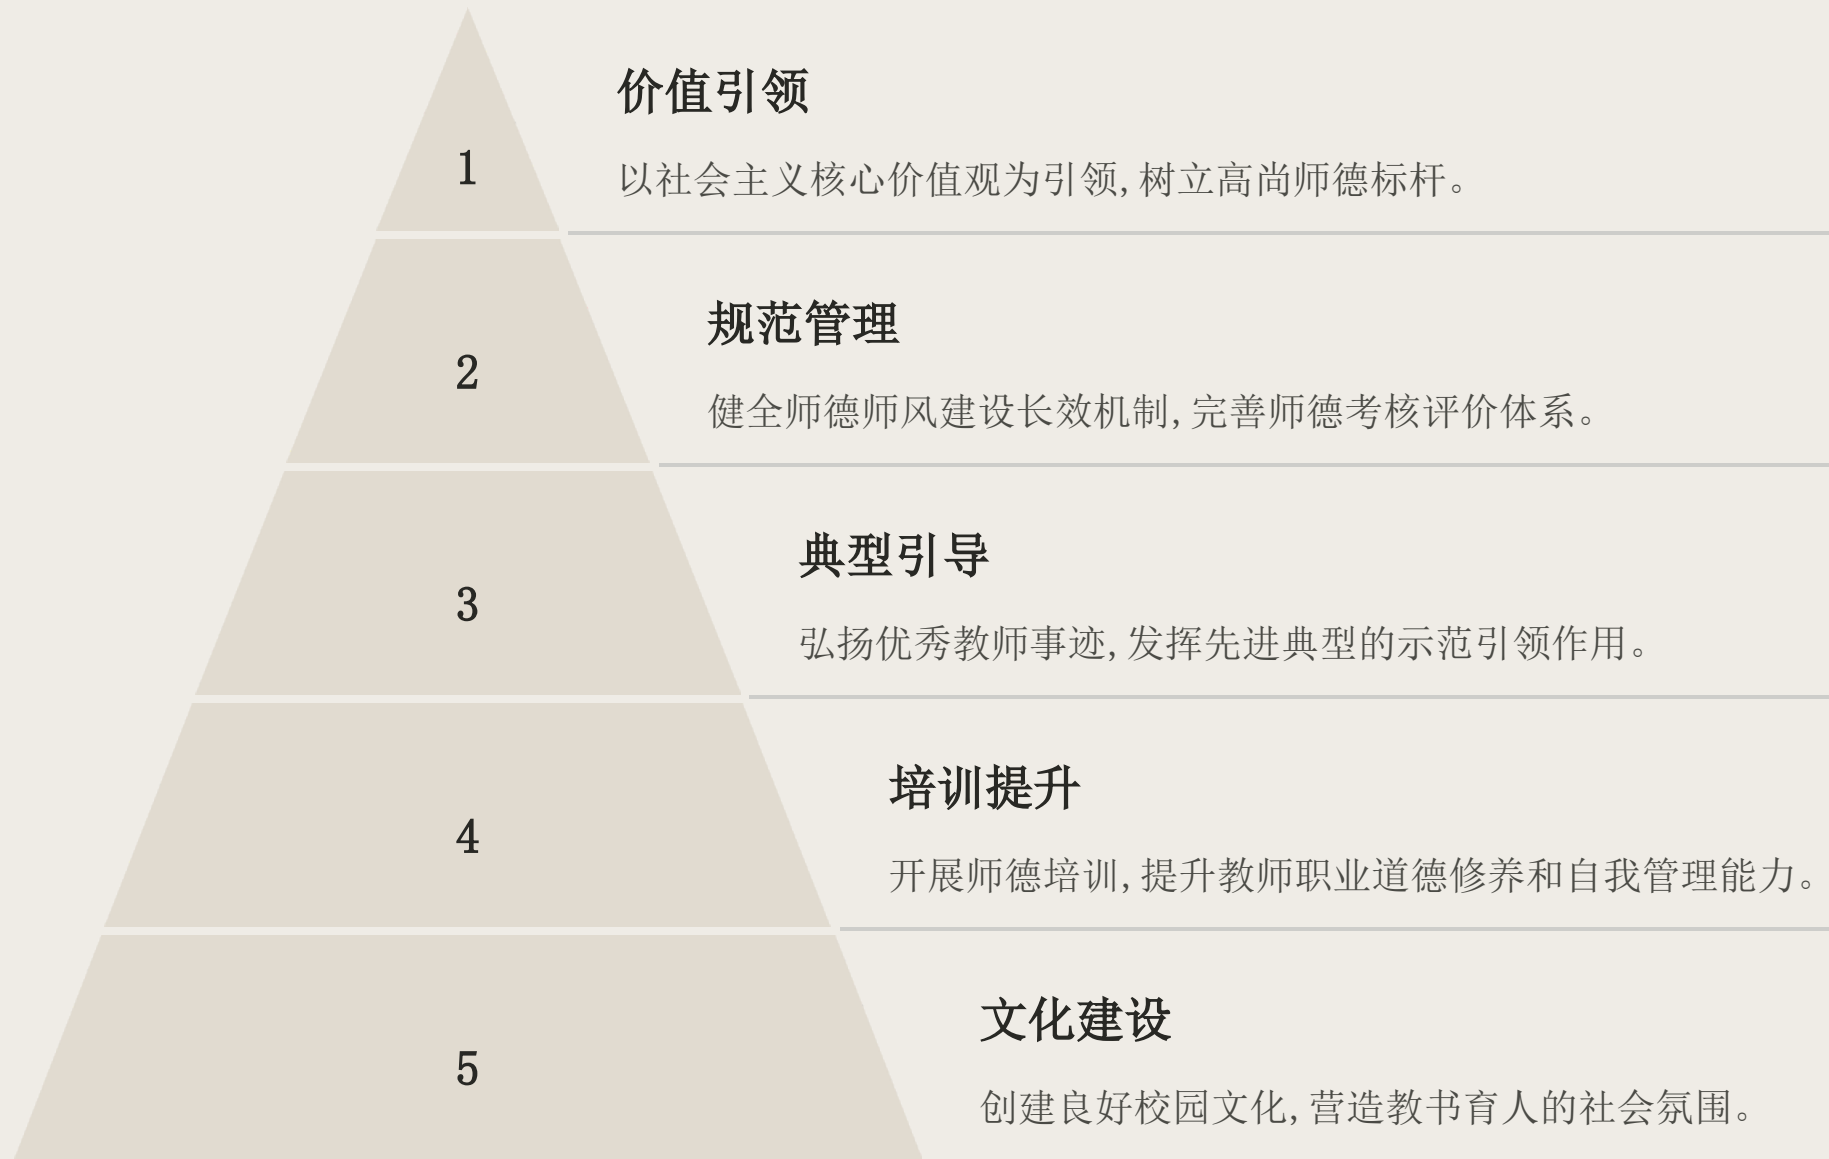 价值引领
1
以社会主义核心价值观为引领,树立高尚师德标杆。
规范管理
2
健全师德师风建设长效机制,完善师德考核评价体系。
典型引导
3
弘扬优秀教师事迹,发挥先进典型的示范引领作用。
培训提升
4
开展师德培训,提升教师职业道德修养和自我管理能力。
文化建设
5
创建良好校园文化,营造教书育人的社会氛围。